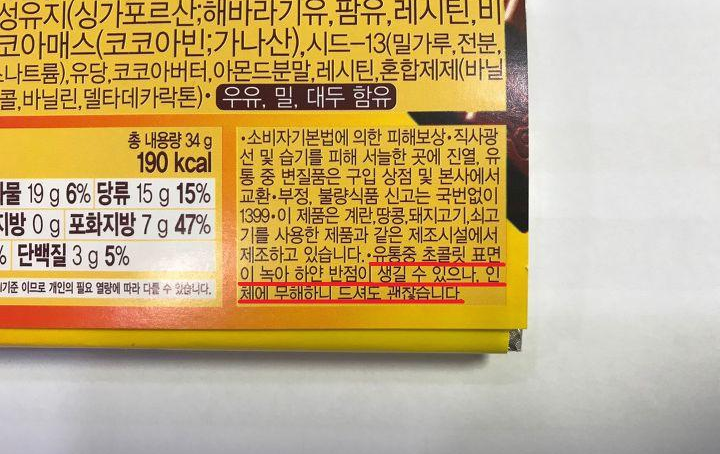 성유지(싱가포르산;해바라기유,팜유,레시틴,비
코아매스(코코아빈;가나산),시드-13(밀가루,전분,
나트륨),유당,코코아버터,아몬드분말,레시틴,혼합제제(바닐
콜,바닐린,델타데카락톤)• 우유, 밀, 대두 함유
총 내용량 34 g
190 kcal
물 19 g 6% 당류 15 g 15%
지방 0 g 포화지방 7 g 47%
% 단백질 3 g 5%
기준 이므로 개인의 필요 열량에 따라 다를 수 있습니다.
•소비자기본법에 의한 피해보상•직사광
선 및 습기를 피해 서늘한 곳에 진열, 유
통 중 변질품은 구입 상점 및 본사에서
교환•부정, 불량식품 신고는 국번없이
1399•이 제품은 계란,땅콩,돼지고기,쇠고
기를 사용한 제품과 같은 제조시설에서
제조하고 있습니다.•유통중 초콜릿 표면
이 녹아 하얀 반점이 생길 수 있으나, 인
체에 무해하니 드셔도 괜찮습니다